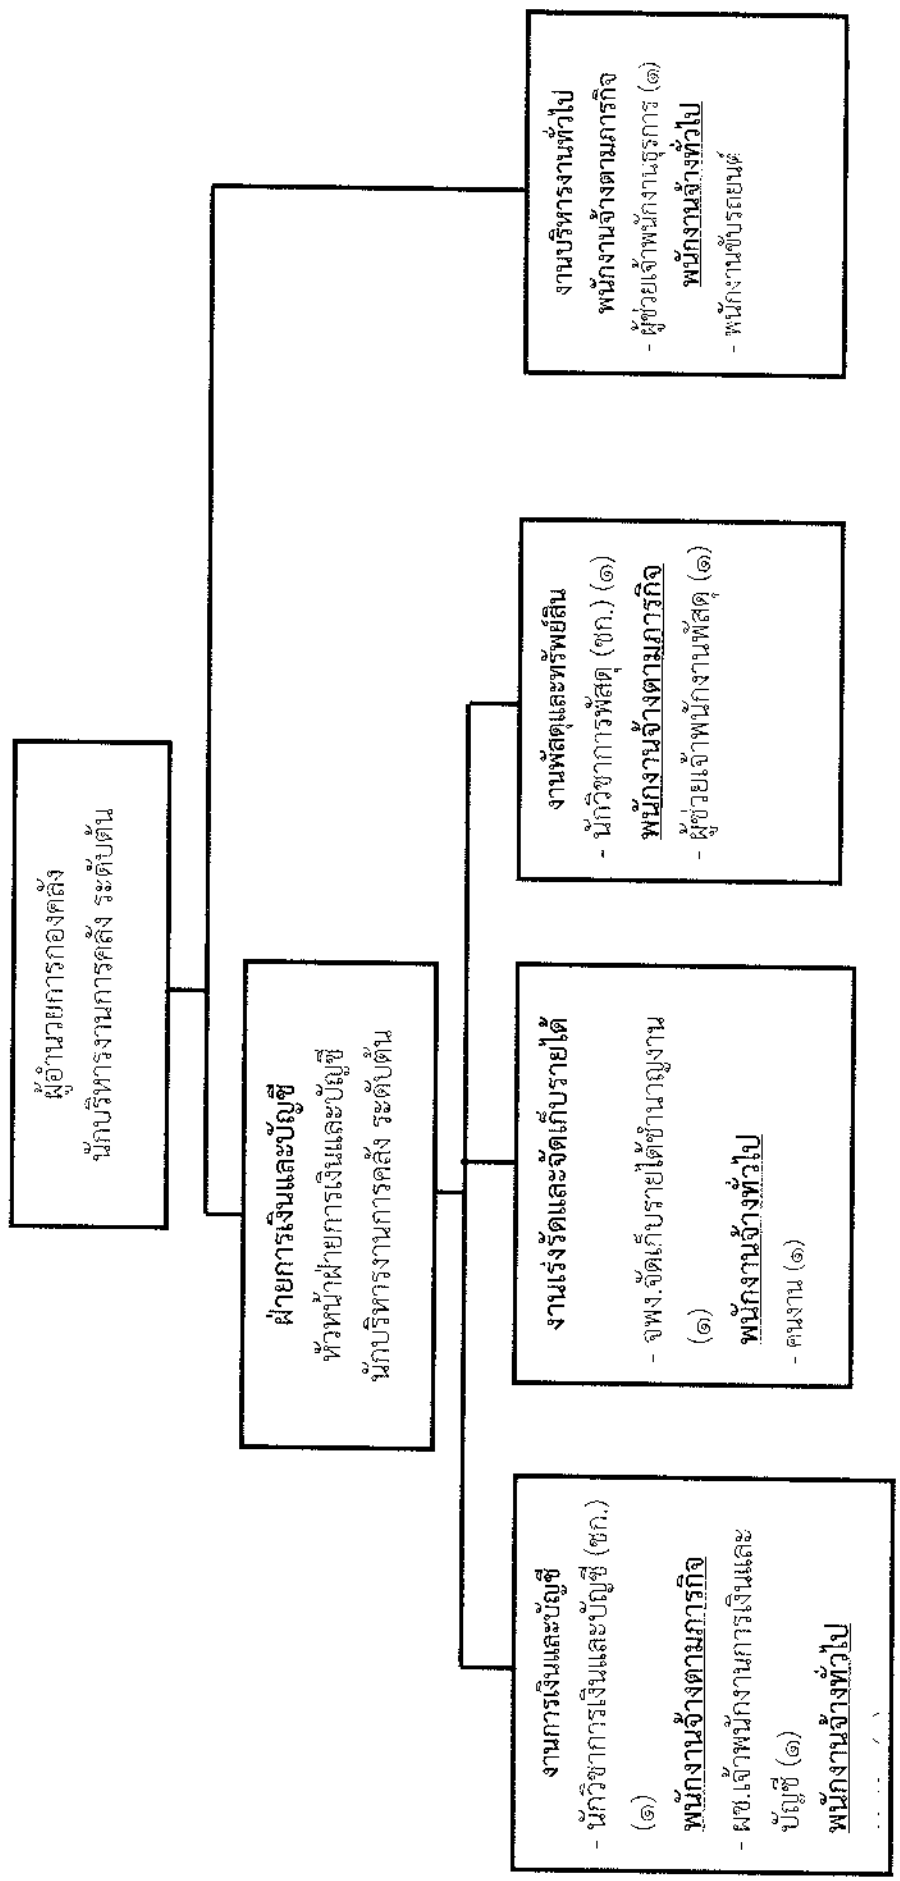 ผู้อำนวยการกองคลัง
นักบริหารงานการคลัง ระดับต้น
ฝ่ายการเงินและบัญชี
หัวหน้าฝ่ายการเงินและบัญชี
นักบริหารงานการคลัง ระดับต้น
งานการเงินและบัญชี
- นักวิชาการเงินและบัญชี (ชก.)
(๑)
พนักงานจ้างตามภารกิจ
- ผช.เจ้าพนักงานการเงินและ
บัญชี (๑)
พนักงานจ้างทั่วไป
งานเร่งรัดและจัดเก็บรายได้
- จพง.จัดเก็บรายได้ชำนาญงาน
(๑)
พนักงานจ้างทั่วไป
- คนงาน (๑)
งานพัสดุและทรัพย์สิน
- นักวิชาการพัสดุ (ชก.) (๑)
พนักงานจ้างตามภารกิจ
- ผู้ช่วยเจ้าพนักงานพัสดุ (๑)
งานบริหารงานทั่วไป
พนักงานจ้างตามภารกิจ
- ผู้ช่วยเจ้าพนักงานธุรการ (๑)
พนักงานจ้างทั่วไป
- พนักงานขับรถยนต์